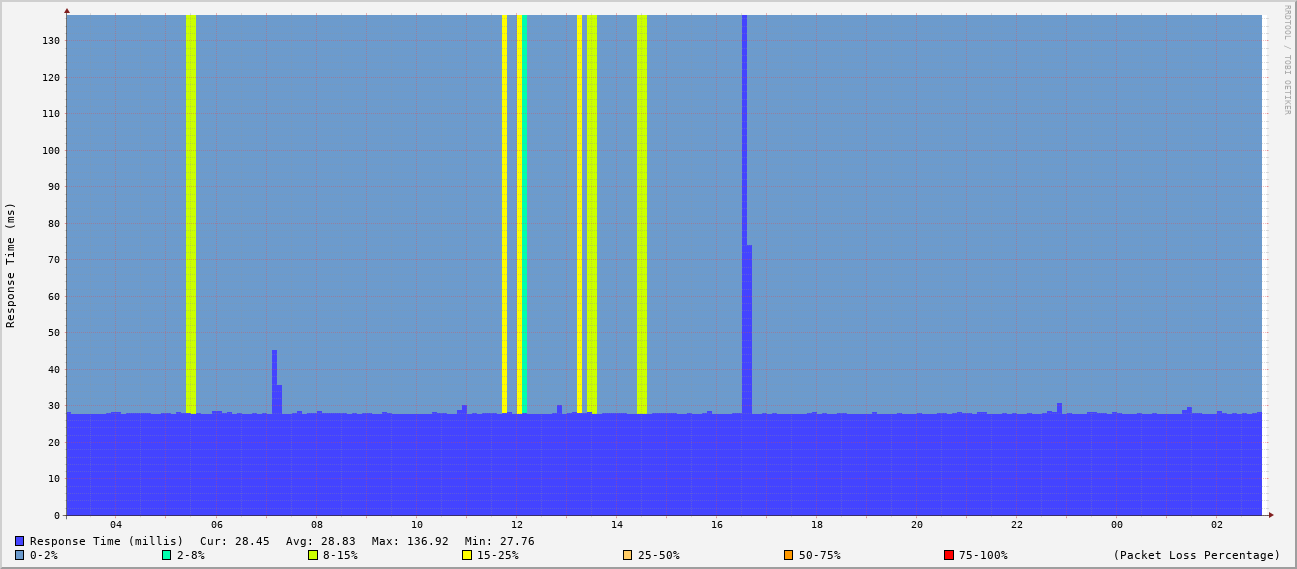 RRDTOOL / TOBI OETIKER
Response Time (ms)
130
120
110
100
90
80
70
60
50
40
30
20
10
0
04 06 08 10 12 14 16 18 20 22 00 02
Response Time (millis) Cur: 28.45 Avg: 28.83 Max: 136.92 Min: 27.76
0-2% 2-8% 8-15% 15-25% 25-50% 50-75% 75-100% (Packet Loss Percentage)